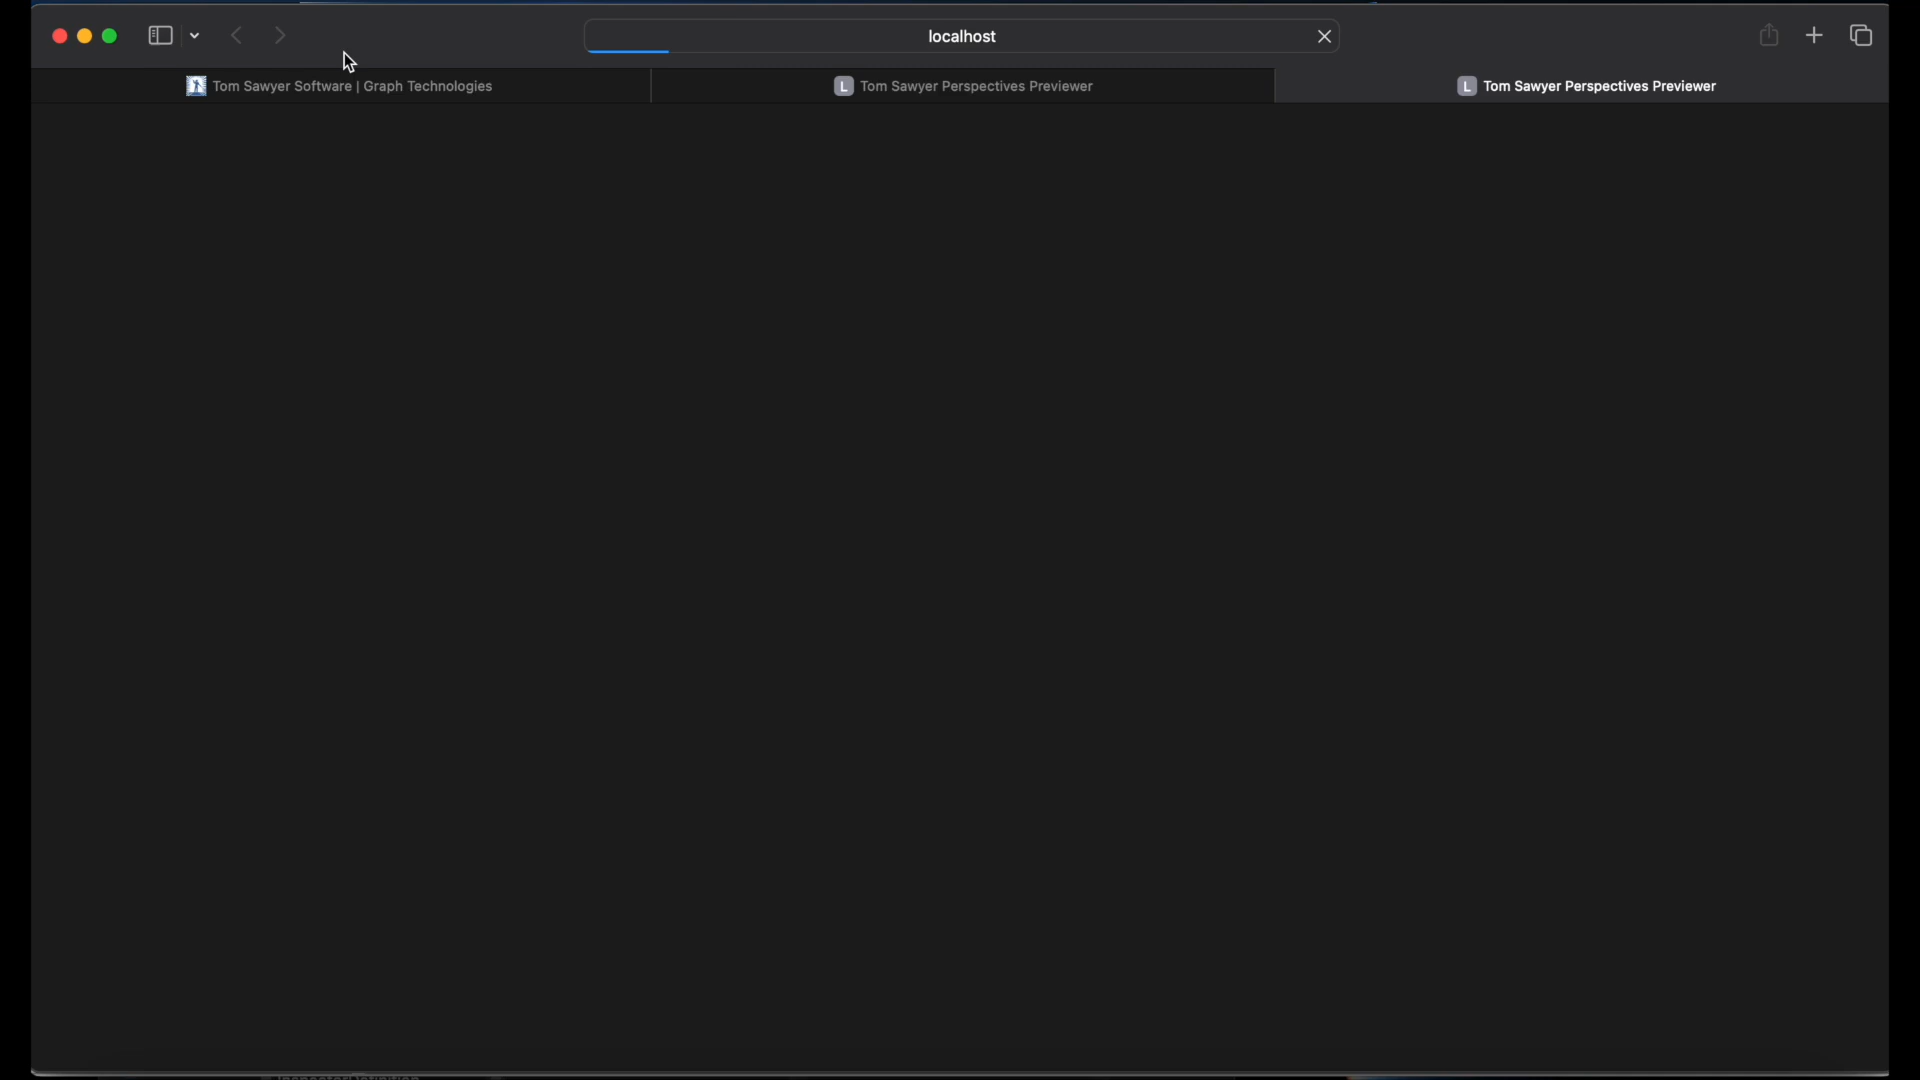 localhost
Tom Sawyer Software | Graph Technologies
L Tom Sawyer Perspectives Previewer
L Tom Sawyer Perspectives Previewer